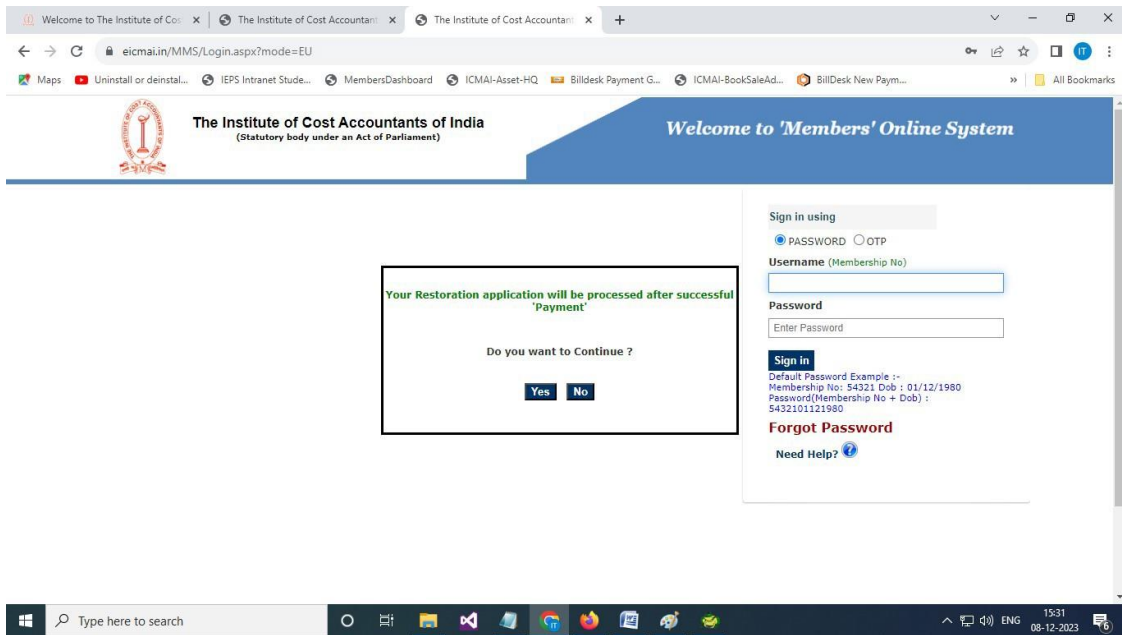 Welcome to The Institute of Cos
The Institute of Cost Accountant
The Institute of Cost Accountan
eicmai.in/MMS/Login.aspx?mode=EU
IT
Maps
Uninstall or deinstal...
IEPS Intranet Stude...
MembersDashboard
ICMAI-Asset-HQ
Billdesk Payment G...
ICMAI-BookSaleAd...
BillDesk New Paym...
All Bookmarks
The Institute of Cost Accountants of India
(Statutory body under an Act of Parliament)
Welcome to 'Members' Online System
Your Restoration application will be processed after successful
'Payment'
Do you want to Continue ?
Yes No
Sign in using
PASSWORD OTP
Username (Membership No)
Password
Enter Password
Sign in
Default Password Example :-
Membership No: 54321 Dob : 01/12/1980
Password(Membership No + Dob) :
5432101121980
Forgot Password
Need Help?
Type here to search
ENG
15:31
08-12-2023
6